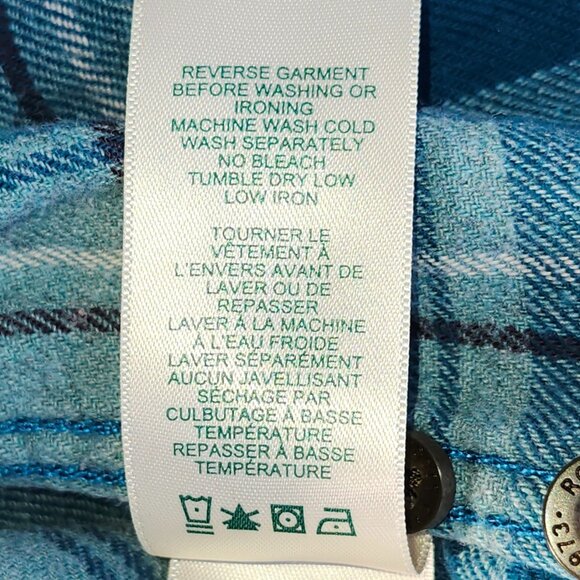 REVERSE GARMENT
BEFORE WASHING OR
IRONING
MACHINE WASH COLD
WASH SEPARATELY
NO BLEACH
TUMBLE DRY LOW
LOW IRON
TOURNER LE
VÊTEMENT À
L'ENVERS AVANT DE
LAVER OU DE
REPASSER
LAVER À LA MACHINE
À L'EAU FROIDE
LAVER SÉPARÉMENT
AUCUN JAVELLISANT
SÉCHAGE PAR
CULBUTAGE À BASSE
TEMPÉRATURE
REPASSER À BASSE
TEMPÉRATURE